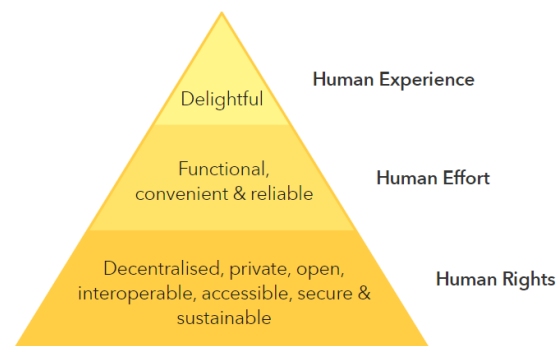 Delightful
Human Experience
Functional,
convenient & reliable
Human Effort
Decentralised, private, open,
interoperable, accessible, secure &
sustainable
Human Rights